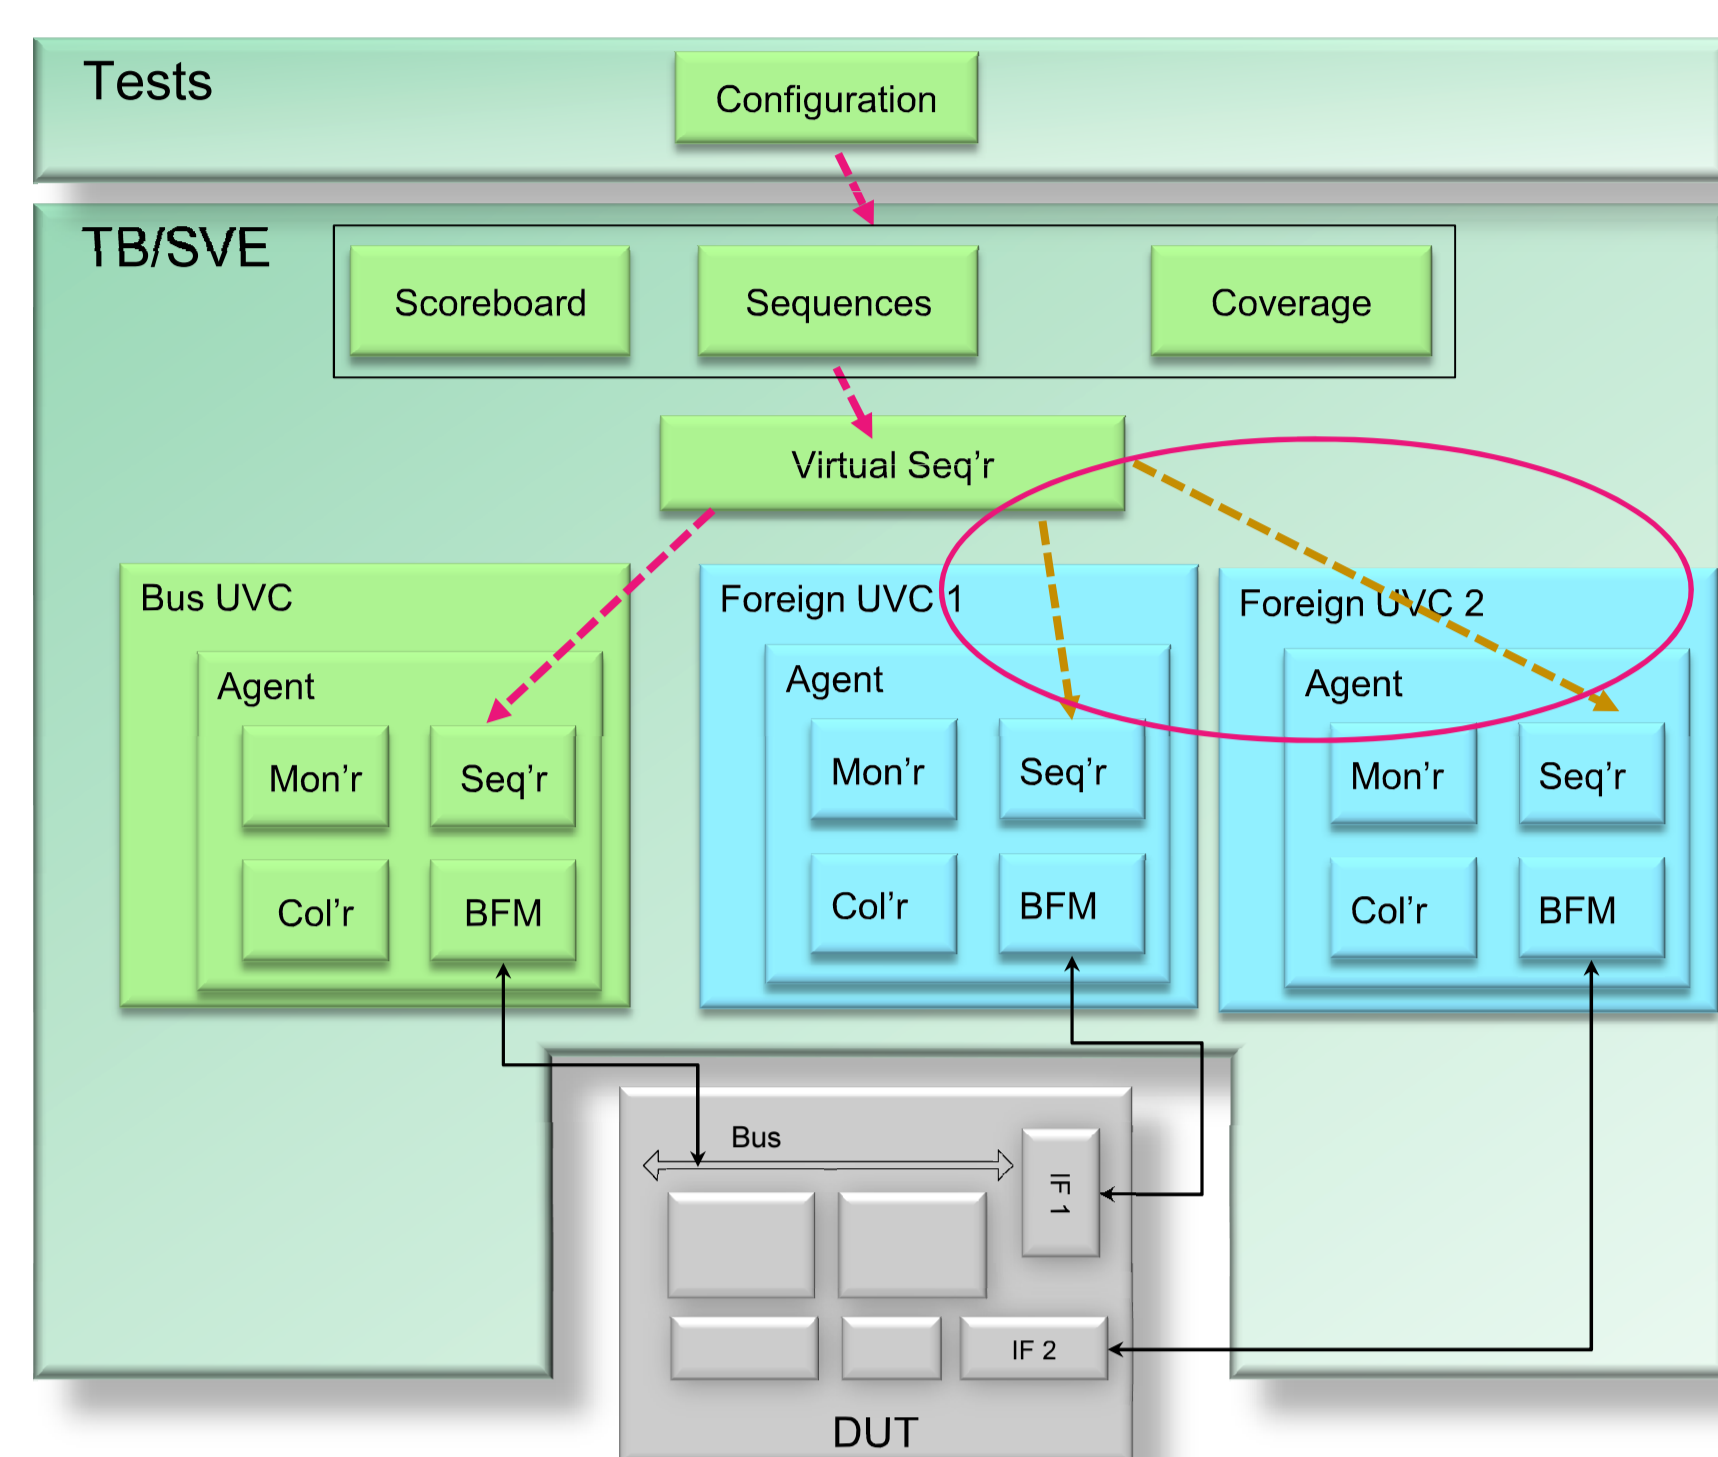 Tests
Configuration
TB/SVE
Scoreboard
Sequences
Coverage
Virtual Seq’r
Bus UVC
Agent
Mon’r
Seq’r
Col’r
BFM
Foreign UVC 1
Agent
Mon’r
Seq’r
Col’r
BFM
Foreign UVC 2
Agent
Mon’r
Seq’r
Col’r
BFM
Bus
IF 1
IF 2
DUT